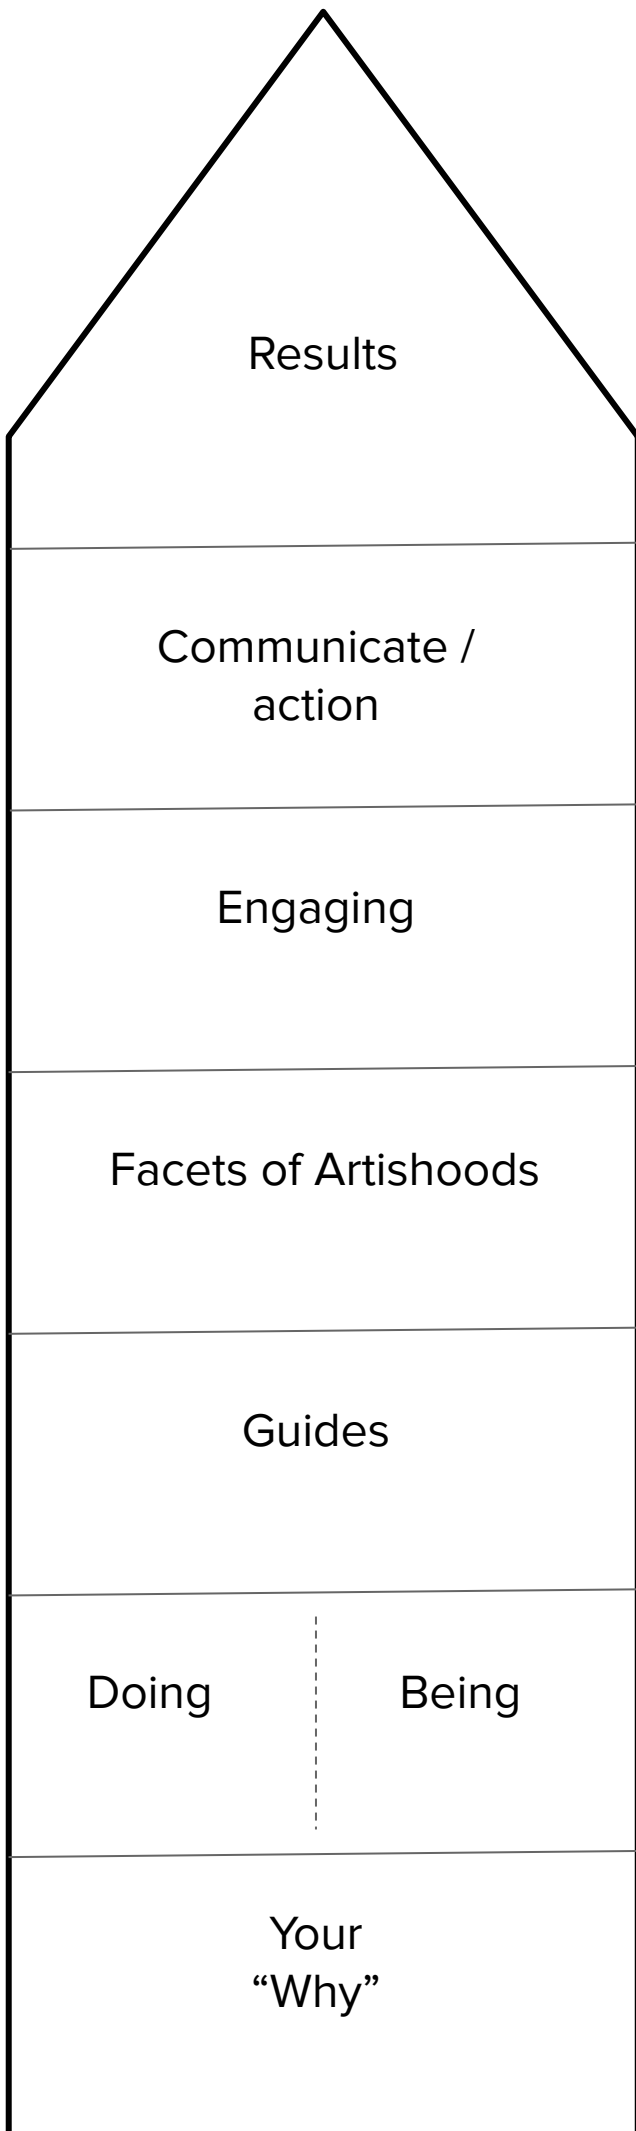 Results
Communicate /
action
Engaging
Facets of Artishoods
Guides
Doing
Being
Your
“Why”